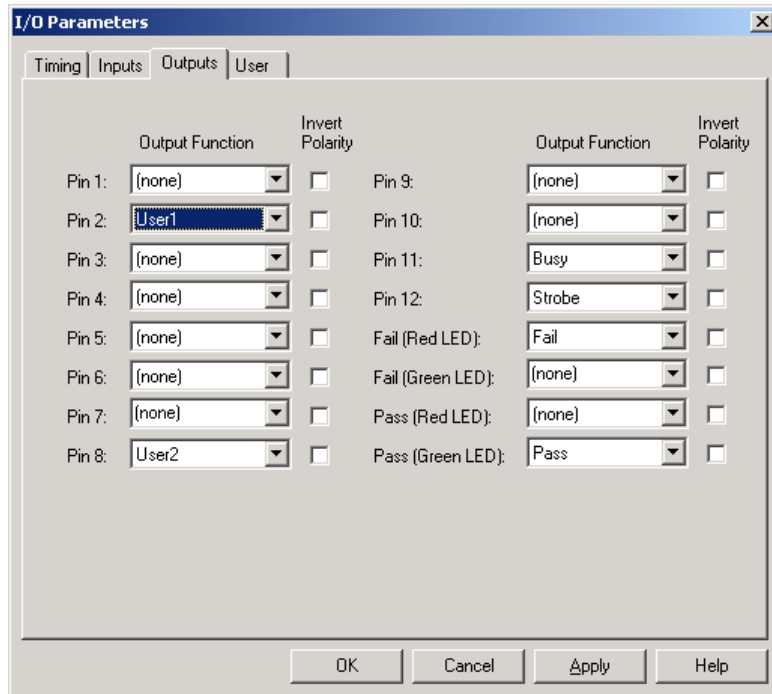 I/O Parameters
Timing Inputs Outputs User
Output Function Invert Polarity Output Function Invert Polarity
Pin 1: (none) Pin 9: (none)
Pin 2: User1 Pin 10: (none)
Pin 3: (none) Pin 11: Busy
Pin 4: (none) Pin 12: Strobe
Pin 5: (none) Fail (Red LED): Fail
Pin 6: (none) Fail (Green LED): (none)
Pin 7: (none) Pass (Red LED): (none)
Pin 8: User2 Pass (Green LED): Pass
OK Cancel Apply Help